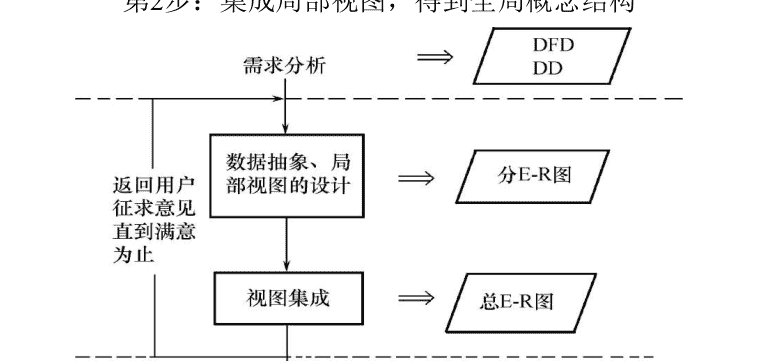 第2步：集成局部视图，得到全局概念结构
需求分析
DFD
DD
数据抽象、局
部视图的设计
分E-R图
返回用户
征求意见
直到满意
为止
视图集成
总E-R图